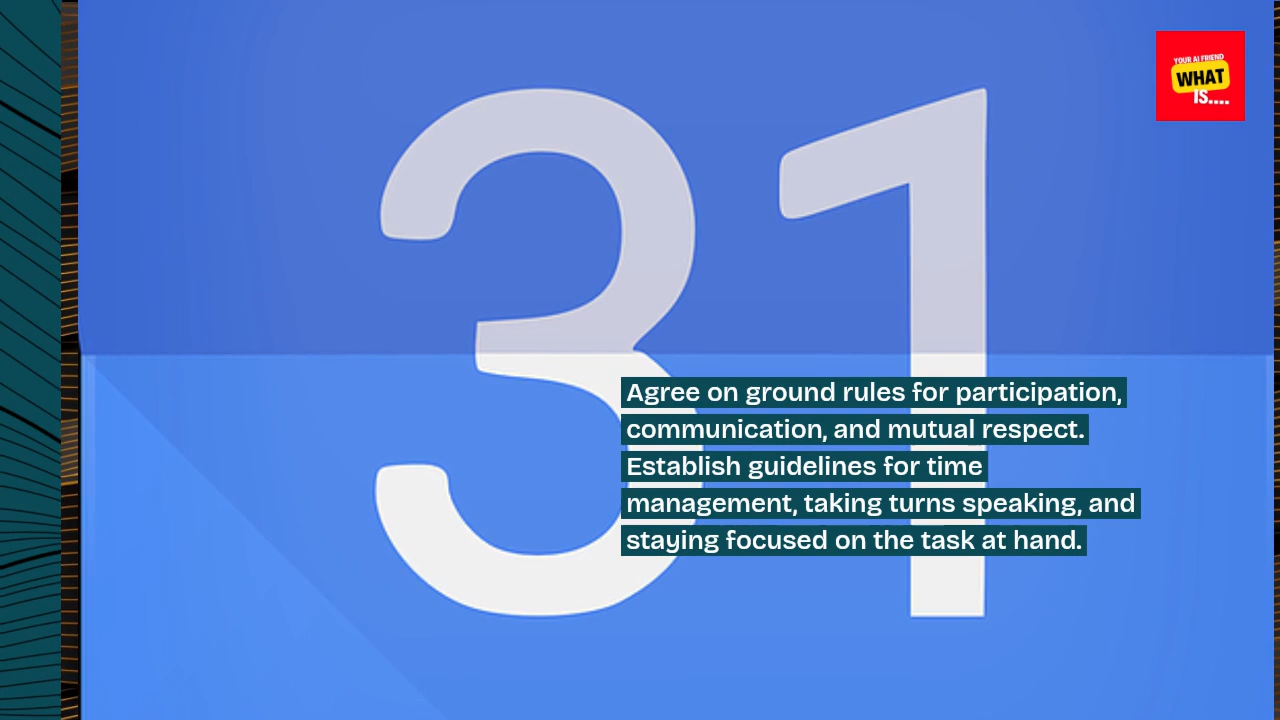 YOUR AI FRIEND
WHAT
IS....
31
Agree on ground rules for participation,
communication, and mutual respect.
Establish guidelines for time
management, taking turns speaking, and
staying focused on the task at hand.